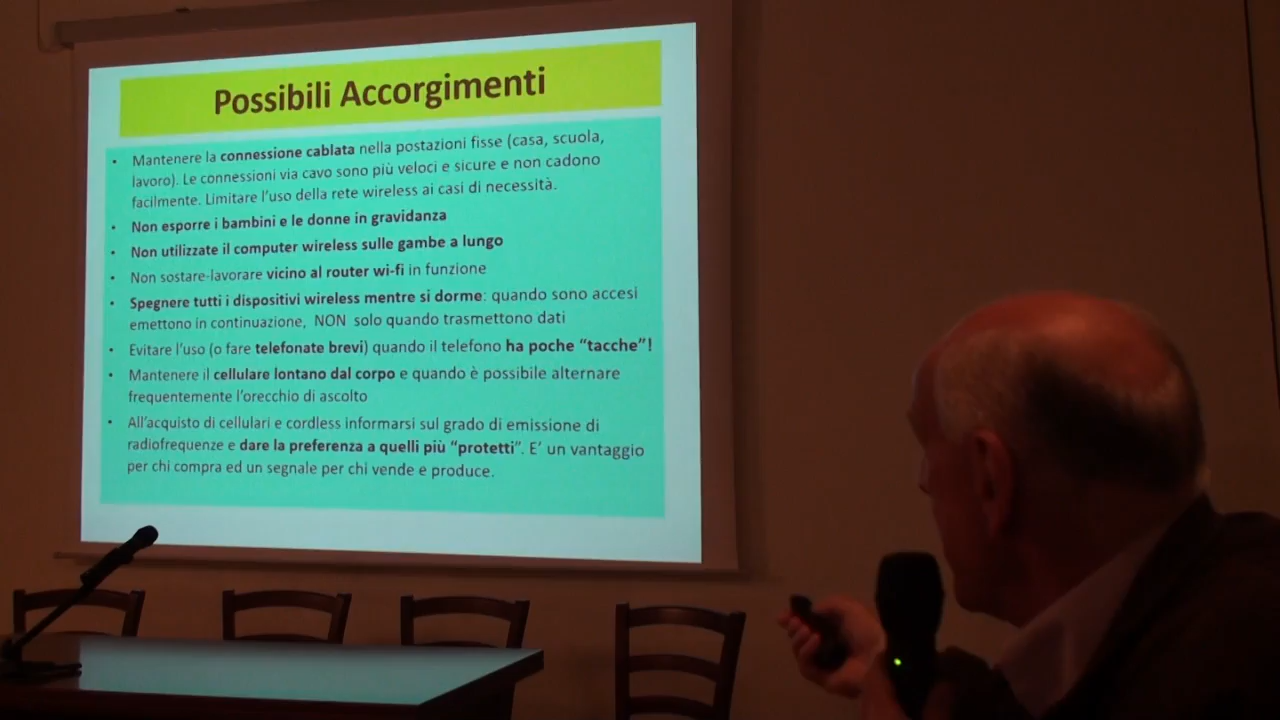 Possibili Accorgimenti
• Mantenere la connessione cablata nella postazioni fisse (casa, scuola,
lavoro). Le connessioni via cavo sono più veloci e sicure e non cadono
facilmente. Limitare l'uso della rete wireless ai casi di necessità.
• Non esporre i bambini e le donne in gravidanza
• Non utilizzate il computer wireless sulle gambe a lungo
• Non sostare-lavorare vicino al router wi-fi in funzione
• Spegnere tutti i dispositivi wireless mentre si dorme: quando sono accesi
emettono in continuazione, NON solo quando trasmettono dati
• Evitare l'uso (o fare telefonate brevi) quando il telefono ha poche "tacche"!
• Mantenere il cellulare lontano dal corpo e quando è possibile alternare
frequentemente l'orecchio di ascolto
• All'acquisto di cellulari e cordless informarsi sul grado di emissione di
radiofrequenze e dare la preferenza a quelli più "protetti". E' un vantaggio
per chi compra ed un segnale per chi vende e produce.